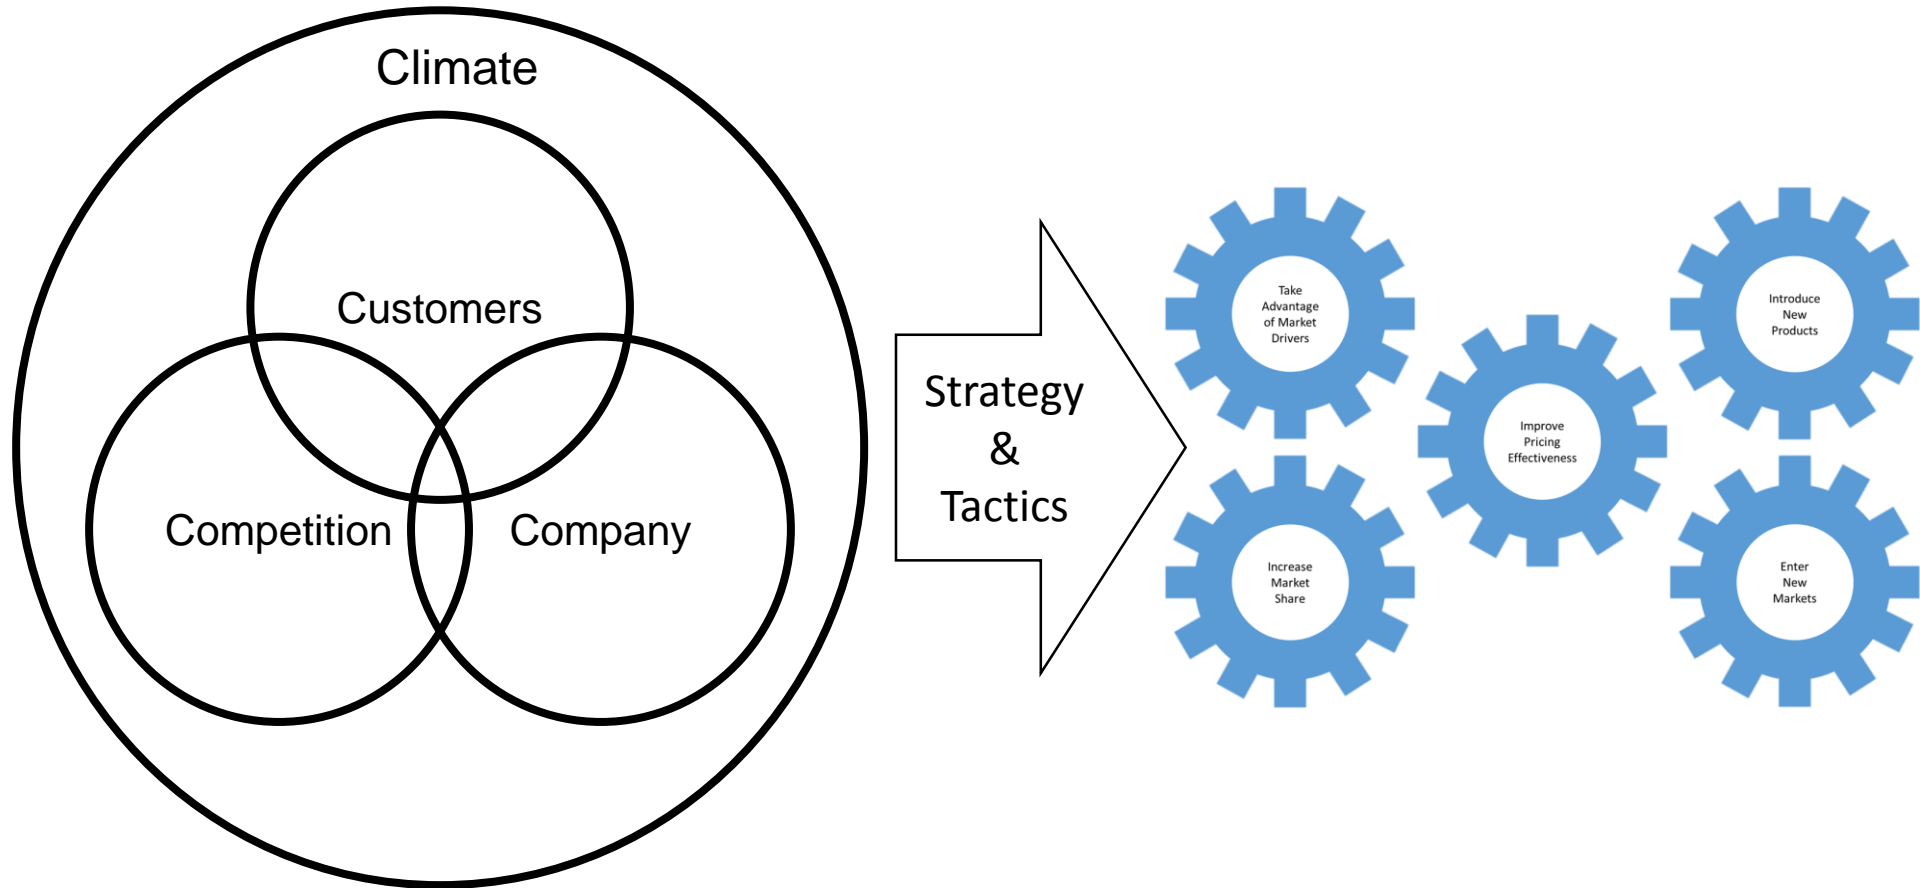 Climate
Customers
Competition
Company
Strategy
&
Tactics
Take
Advantage
of Market
Drivers
Increase
Market
Share
Improve
Pricing
Effectiveness
Introduce
New
Products
Enter
New
Markets